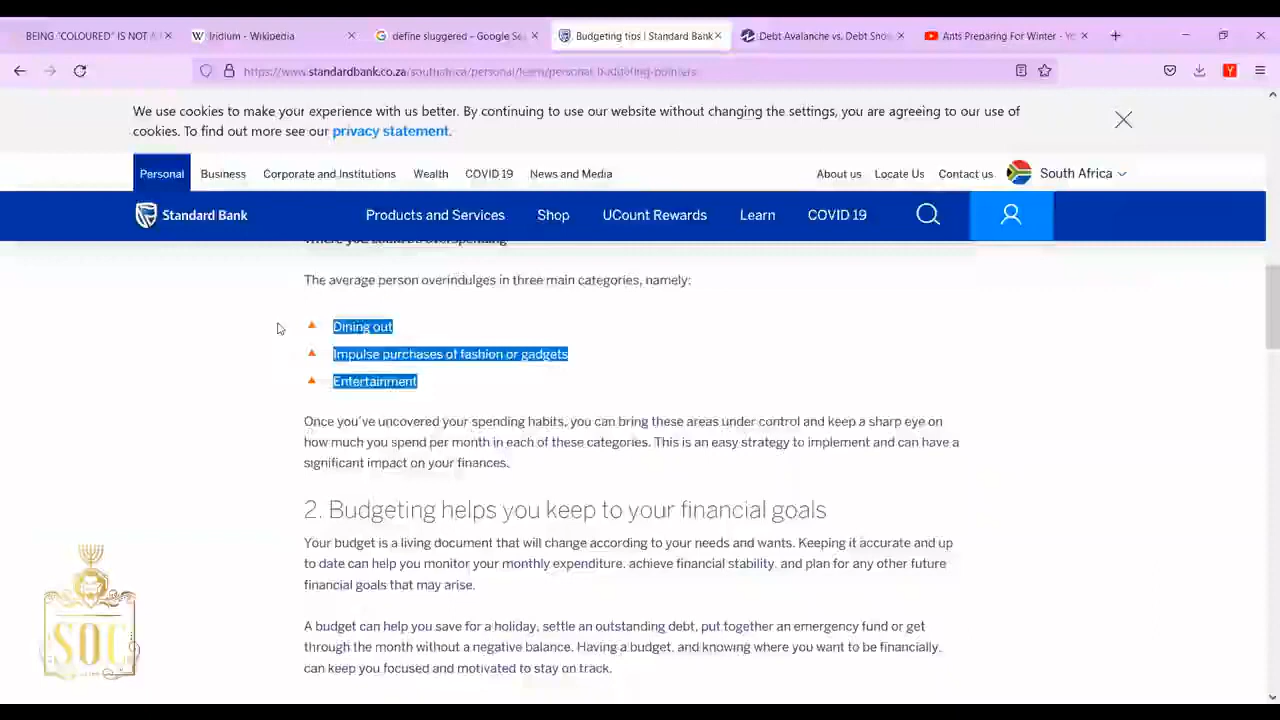 BEING "COLOURED" IS NOT A
Iridium - Wikipedia
define sluggered - Google Se
Budgeting tips | Standard Bank
Debt Avalanche vs. Debt Snow
Ants Preparing For Winter - Yo
https://www.standardbank.co.za/southafrica/personal/learn/personal-budgeting-pointers
We use cookies to make your experience with us better. By continuing to use our website without changing the settings, you are agreeing to our use of
cookies. To find out more see our privacy statement.
Personal Business Corporate and Institutions Wealth COVID 19 News and Media About us Locate Us Contact us South Africa
Standard Bank Products and Services Shop UCount Rewards Learn COVID 19
Where you could be overspending
The average person overindulges in three main categories, namely:
Dining out
Impulse purchases of fashion or gadgets
Entertainment
Once you've uncovered your spending habits, you can bring these areas under control and keep a sharp eye on
how much you spend per month in each of these categories. This is an easy strategy to implement and can have a
significant impact on your finances.
2. Budgeting helps you keep to your financial goals
Your budget is a living document that will change according to your needs and wants. Keeping it accurate and up
to date can help you monitor your monthly expenditure, achieve financial stability, and plan for any other future
financial goals that may arise.
A budget can help you save for a holiday, settle an outstanding debt, put together an emergency fund or get
through the month without a negative balance. Having a budget, and knowing where you want to be financially,
can keep you focused and motivated to stay on track.
SOC